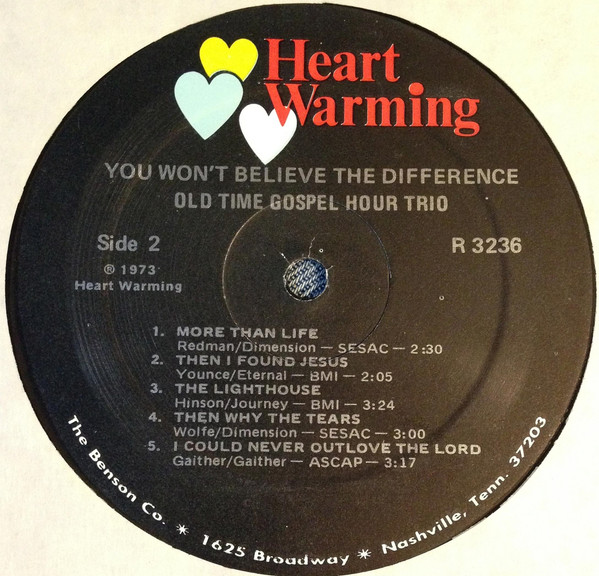 Heart
Warming
YOU WON'T BELIEVE THE DIFFERENCE
OLD TIME GOSPEL HOUR TRIO
Side 2
R 3236
℗ 1973
Heart Warming
1. MORE THAN LIFE
Redman/Dimension — SESAC — 2:30
2. THEN I FOUND JESUS
Younce/Eternal — BMI — 2:05
3. THE LIGHTHOUSE
Hinson/Journey — BMI — 3:24
4. THEN WHY THE TEARS
Wolfe/Dimension — SESAC — 3:00
5. I COULD NEVER OUTLOVE THE LORD
Gaither/Gaither — ASCAP — 3:17
The Benson Co. * 1625 Broadway * Nashville, Tenn. 37203